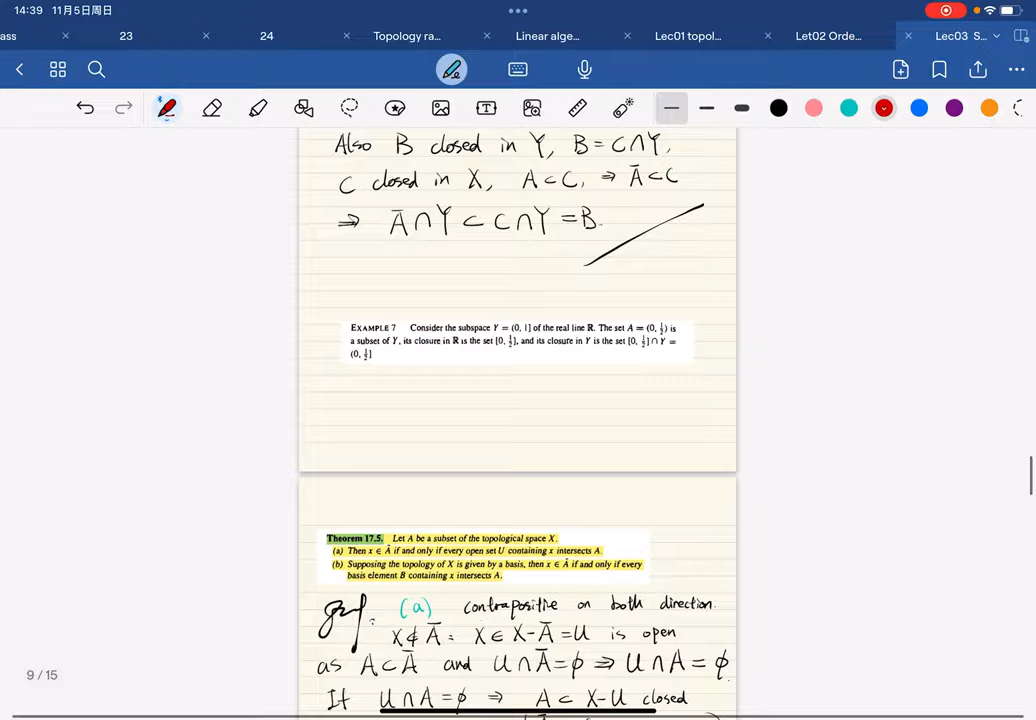 14:39 11月5日周日
ass
23
24
Topology ra...
Linear alge...
Lec01 topol...
Let02 Orde...
Lec03 S...
Also B closed in Y, B = C∩Y,
C closed in X, A⊂C, ⇒ Ā⊂C
⇒ Ā∩Y ⊂ C∩Y = B.
EXAMPLE 7 Consider the subspace Y = (0, 1] of the real line R. The set A = (0, 1/2) is
a subset of Y, its closure in R is the set [0, 1/2], and its closure in Y is the set [0, 1/2] ∩ Y =
(0, 1/2]
Theorem 17.5. Let A be a subset of the topological space X.
(a) Then x ∈ Ā if and only if every open set U containing x intersects A.
(b) Supposing the topology of X is given by a basis, then x ∈ Ā if and only if every
basis element B containing x intersects A.
(a) contrapositive on both direction.
X∉Ā : X∈X-Ā=U is open
as A⊂Ā and U∩Ā=φ ⇒ U∩A=φ
If U∩A=φ ⇒ A⊂X-U closed
9 / 15